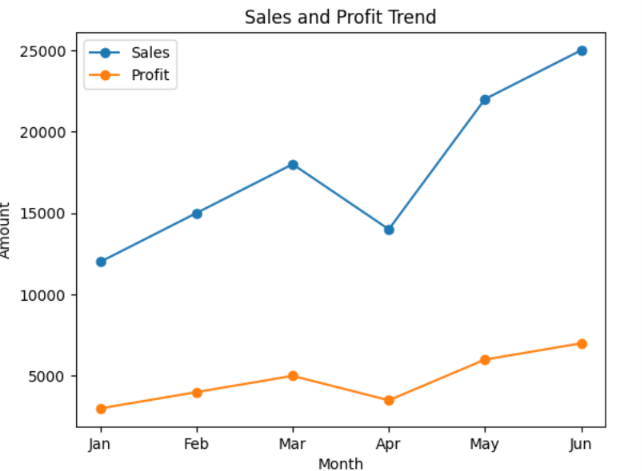 Sales and Profit Trend
Sales
Profit
25000
20000
15000
10000
5000
Amount
Jan Feb Mar Apr May Jun
Month